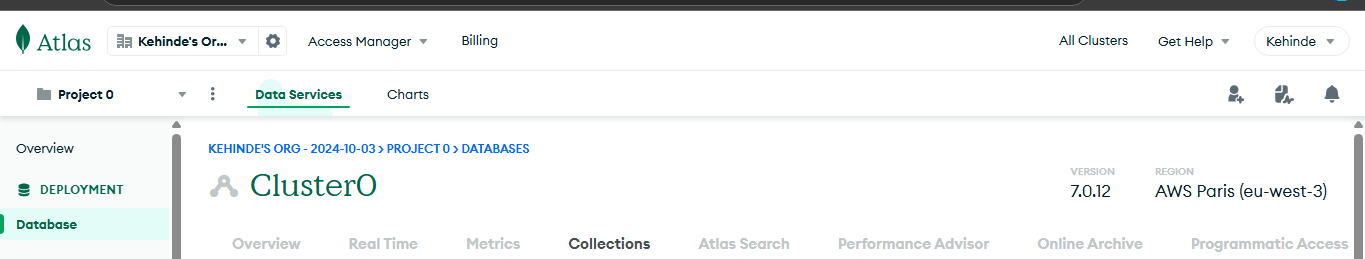 Atlas Kehinde's Or... Access Manager Billing All Clusters Get Help Kehinde
Project 0 Data Services Charts
Overview
KEHINDE'S ORG - 2024-10-03 > PROJECT 0 > DATABASES
DEPLOYMENT
Cluster0
VERSION
7.0.12
REGION
AWS Paris (eu-west-3)
Database
Overview Real Time Metrics Collections Atlas Search Performance Advisor Online Archive Programmatic Access